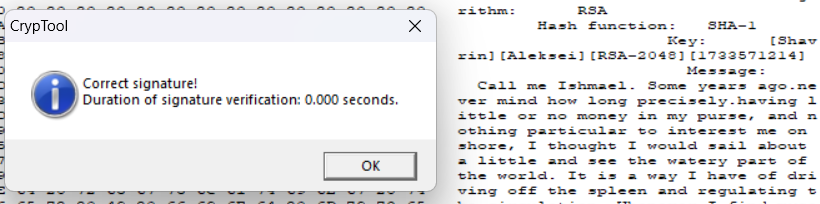 rithm: RSA
CrypTool
Hash function: SHA-1
Key: [Shav
rin][Aleksei][RSA-2048][1733571214]
Message:
Correct signature!
Duration of signature verification: 0.000 seconds.
Call me Ishmael. Some years ago.ne
ver mind how long precisely.having l
ittle or no money in my purse, and n
othing particular to interest me on
shore, I thought I would sail about
a little and see the watery part of
OK
the world. It is a way I have of dri
ving off the spleen and regulating t